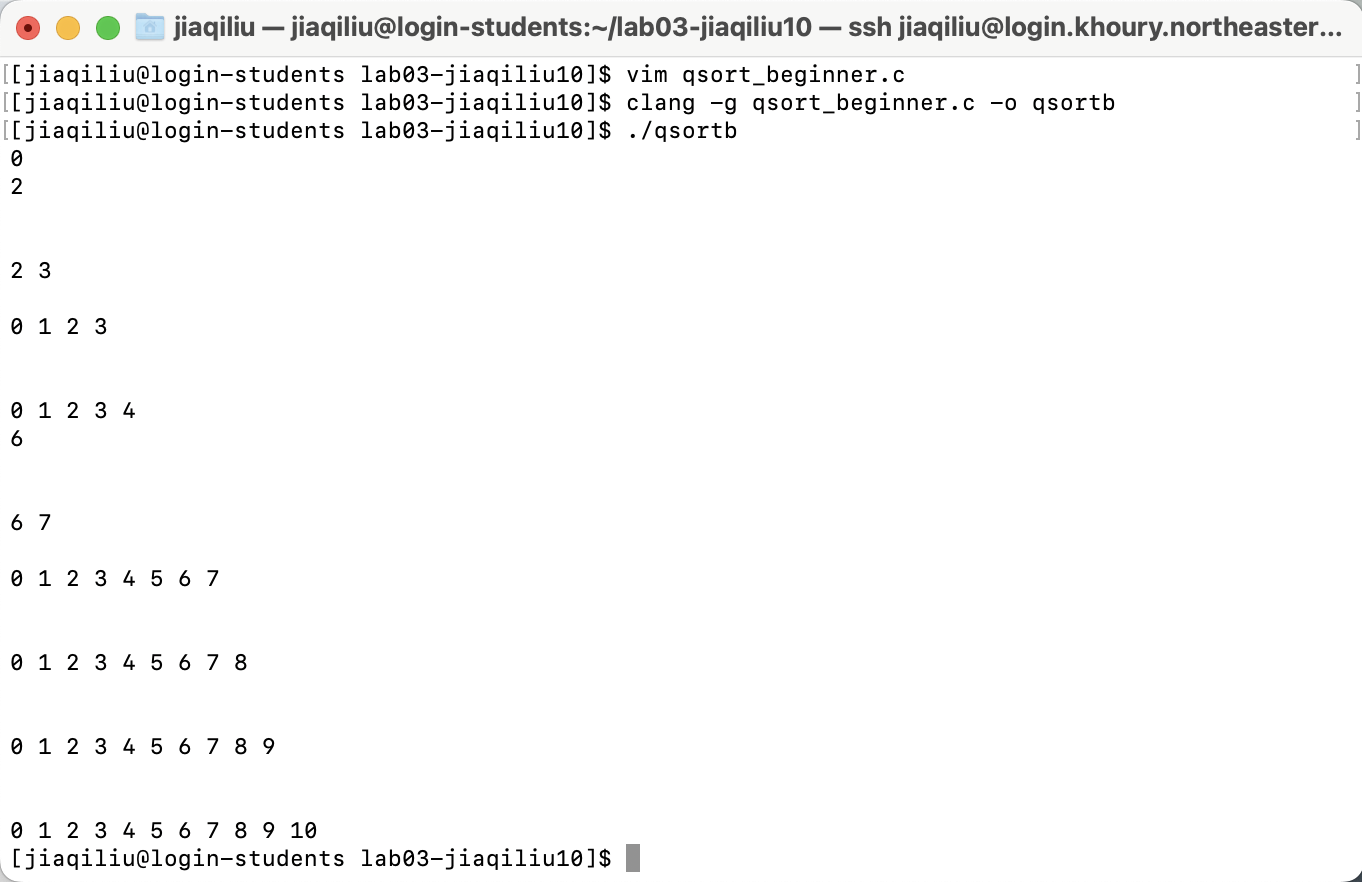 jiaqiliu — jiaqiliu@login-students:~/lab03-jiaqiliu10 — ssh jiaqiliu@login.khoury.northeaster...
[[jiaqiliu@login-students lab03-jiaqiliu10]$ vim qsort_beginner.c ]
[[jiaqiliu@login-students lab03-jiaqiliu10]$ clang -g qsort_beginner.c -o qsortb ]
[[jiaqiliu@login-students lab03-jiaqiliu10]$ ./qsortb ]
0
2
2 3
0 1 2 3
0 1 2 3 4
6
6 7
0 1 2 3 4 5 6 7
0 1 2 3 4 5 6 7 8
0 1 2 3 4 5 6 7 8 9
0 1 2 3 4 5 6 7 8 9 10
[jiaqiliu@login-students lab03-jiaqiliu10]$